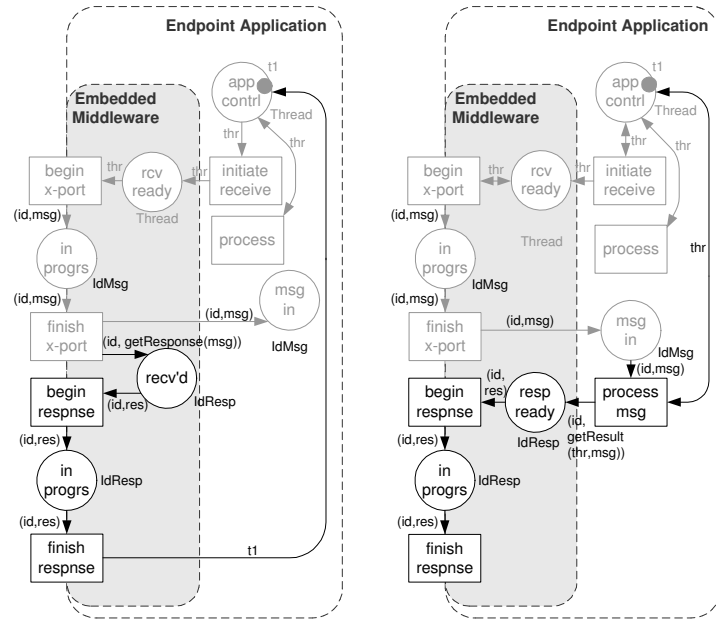 Endpoint Application
t1
app
contrl
Thread
Embedded
Middleware
thr
thr
begin
x-port
thr
rcv
ready
thr
initiate
receive
Thread
(id,msg)
process
in
progrs
IdMsg
(id,msg)
(id,msg)
msg
in
IdMsg
finish
x-port
(id, getResponse(msg))
recv'd
IdResp
begin
respnse
(id,res)
(id,res)
in
progrs
IdResp
(id,res)
finish
respnse
t1
Endpoint Application
t1
app
contrl
Thread
Embedded
Middleware
thr
thr
begin
x-port
thr
rcv
ready
thr
initiate
receive
(id,msg)
Thread
process
thr
in
progrs
IdMsg
(id,msg)
(id,msg)
msg
in
IdMsg
finish
x-port
(id,msg)
begin
respnse
(id,
res)
resp
ready
IdResp
process
msg
(id,
getResult
(thr,msg))
(id,res)
in
progrs
IdResp
(id,res)
finish
respnse